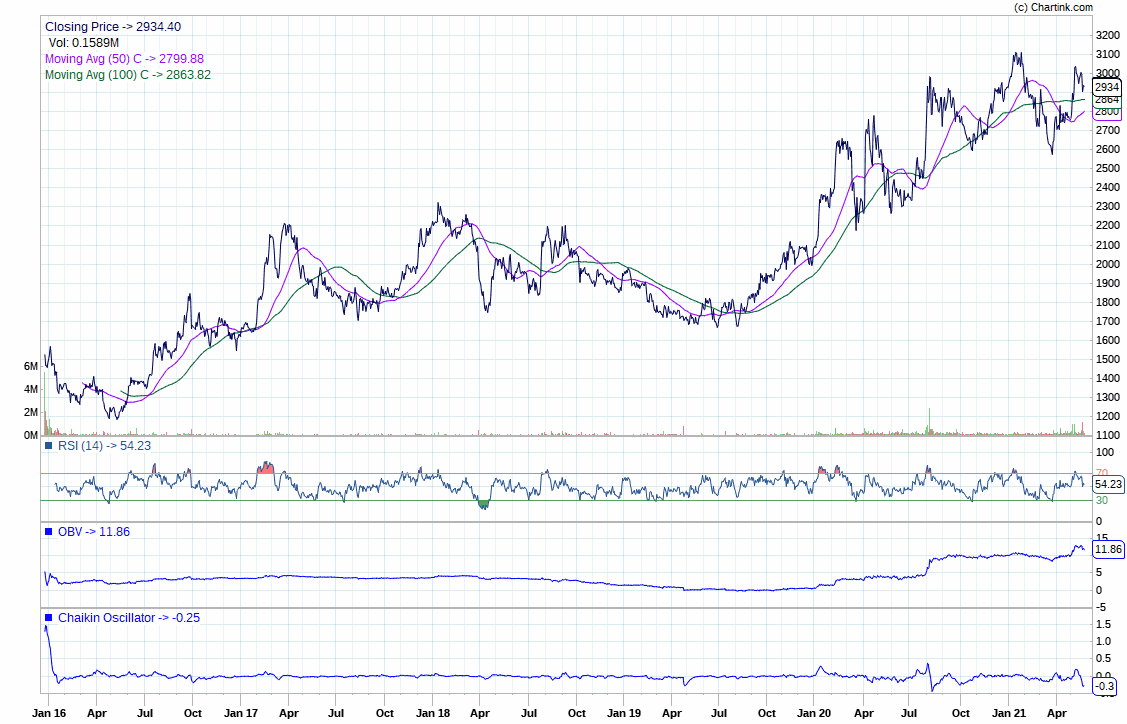 (c) Chartink.com
Closing Price -> 2934.40
Vol: 0.1589M
Moving Avg (50) C -> 2799.88
Moving Avg (100) C -> 2863.82
3200
3100
3000
2934
2864
2800
2700
2600
2500
2400
2300
2200
2100
2000
1900
1800
1700
1600
1500
1400
1300
1200
1100
6M
4M
2M
0M
RSI (14) -> 54.23
100
70
54.23
30
0
OBV -> 11.86
15
11.86
5
0
-5
Chaikin Oscillator -> -0.25
1.5
1.0
0.5
0.0
-0.3
Jan 16 Apr Jul Oct Jan 17 Apr Jul Oct Jan 18 Apr Jul Oct Jan 19 Apr Jul Oct Jan 20 Apr Jul Oct Jan 21 Apr